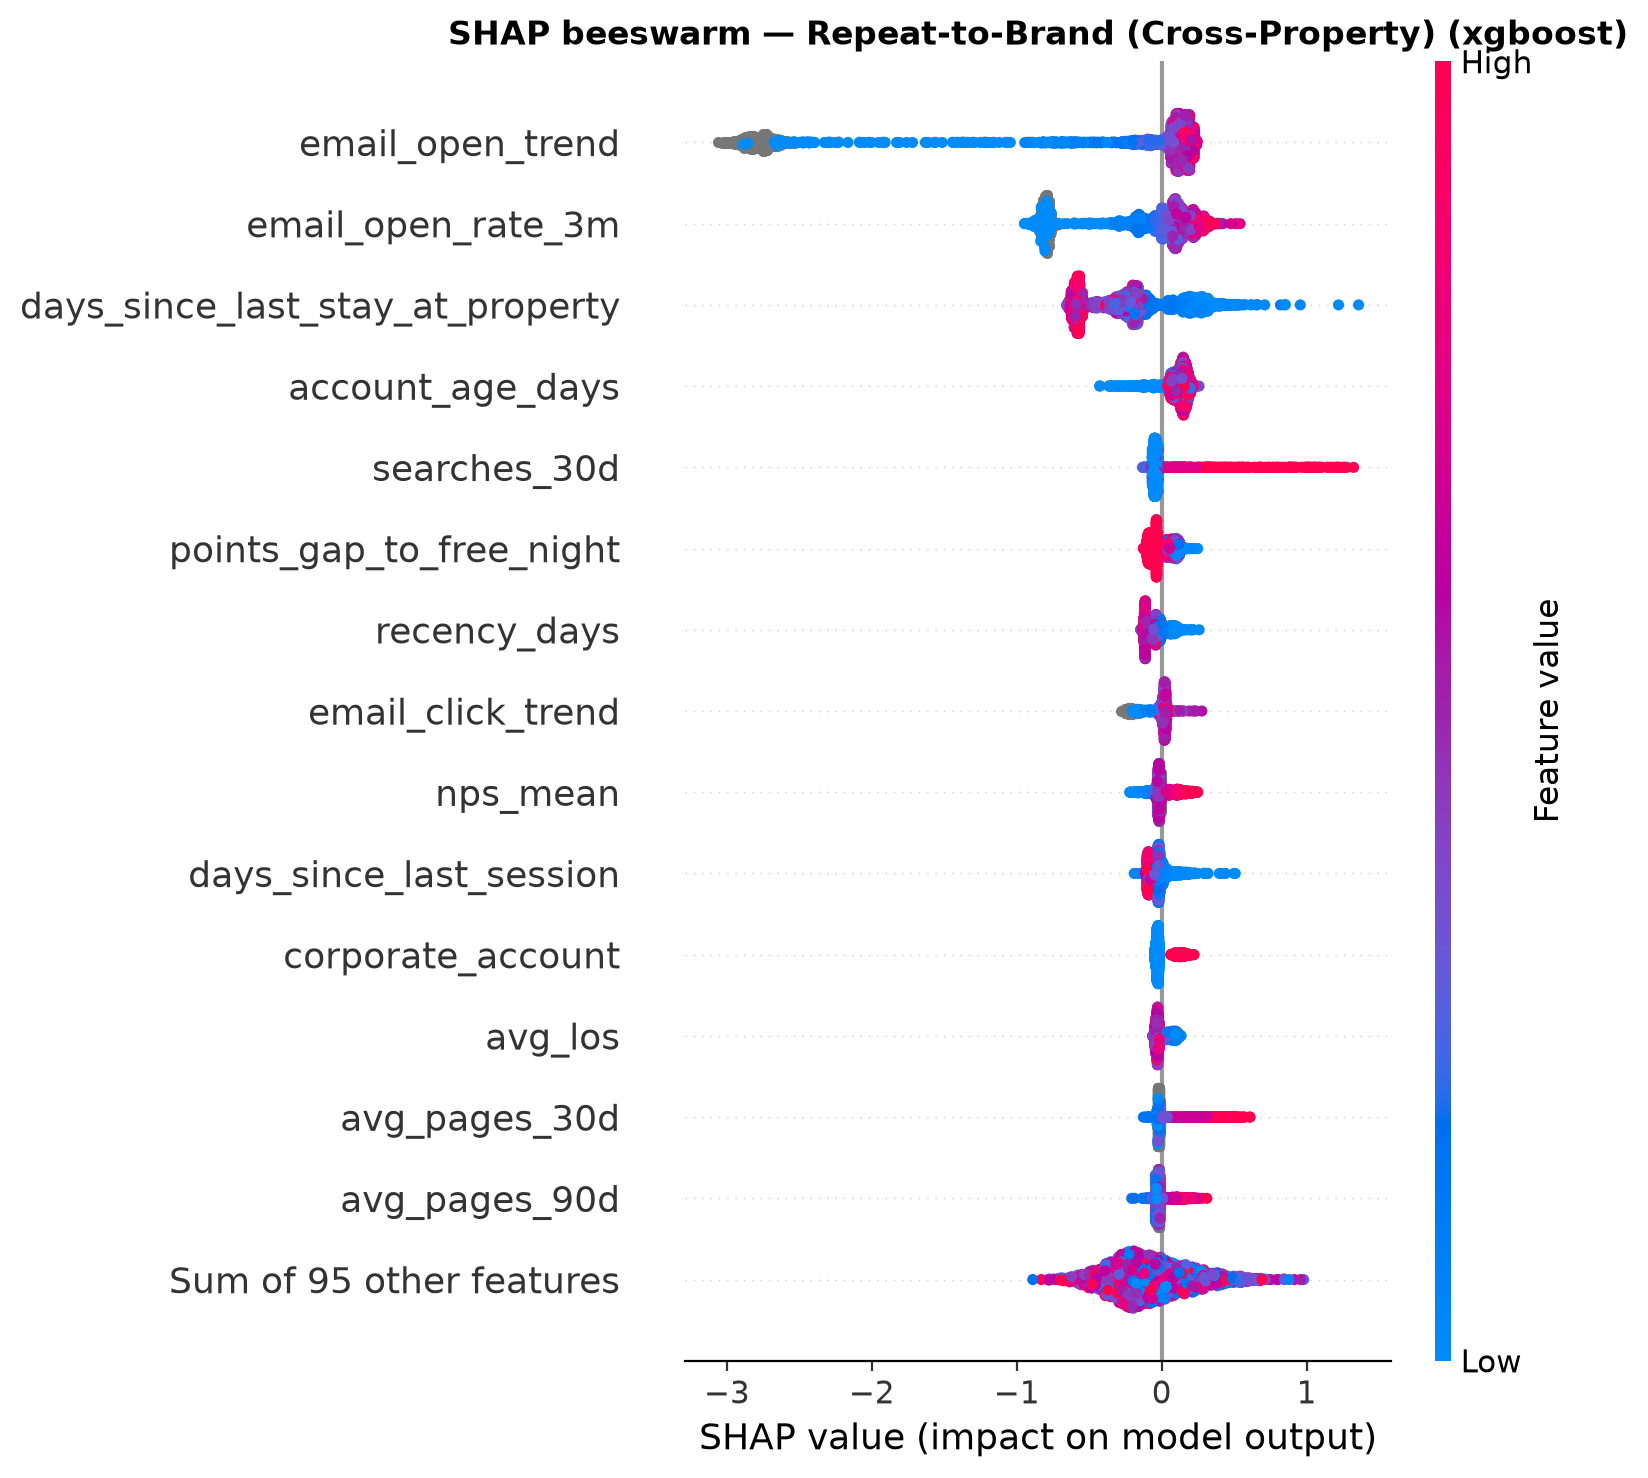 SHAP beeswarm — Repeat-to-Brand (Cross-Property) (xgboost)
High
email_open_trend
email_open_rate_3m
days_since_last_stay_at_property
account_age_days
searches_30d
points_gap_to_free_night
recency_days
email_click_trend
nps_mean
days_since_last_session
corporate_account
avg_los
avg_pages_30d
avg_pages_90d
Sum of 95 other features
Feature value
Low
−3 −2 −1 0 1
SHAP value (impact on model output)